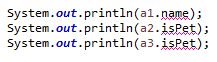 System.out.println(a1.name);
System.out.println(a2.isPet);
System.out.println(a3.isPet);